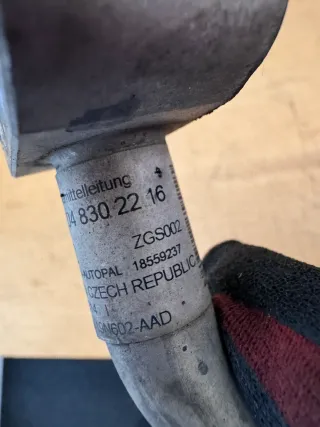 mittelleitung
04 830 22 16
ZGS002
AUTOPAL 18559237
CZECH REPUBLIC
602-AAD